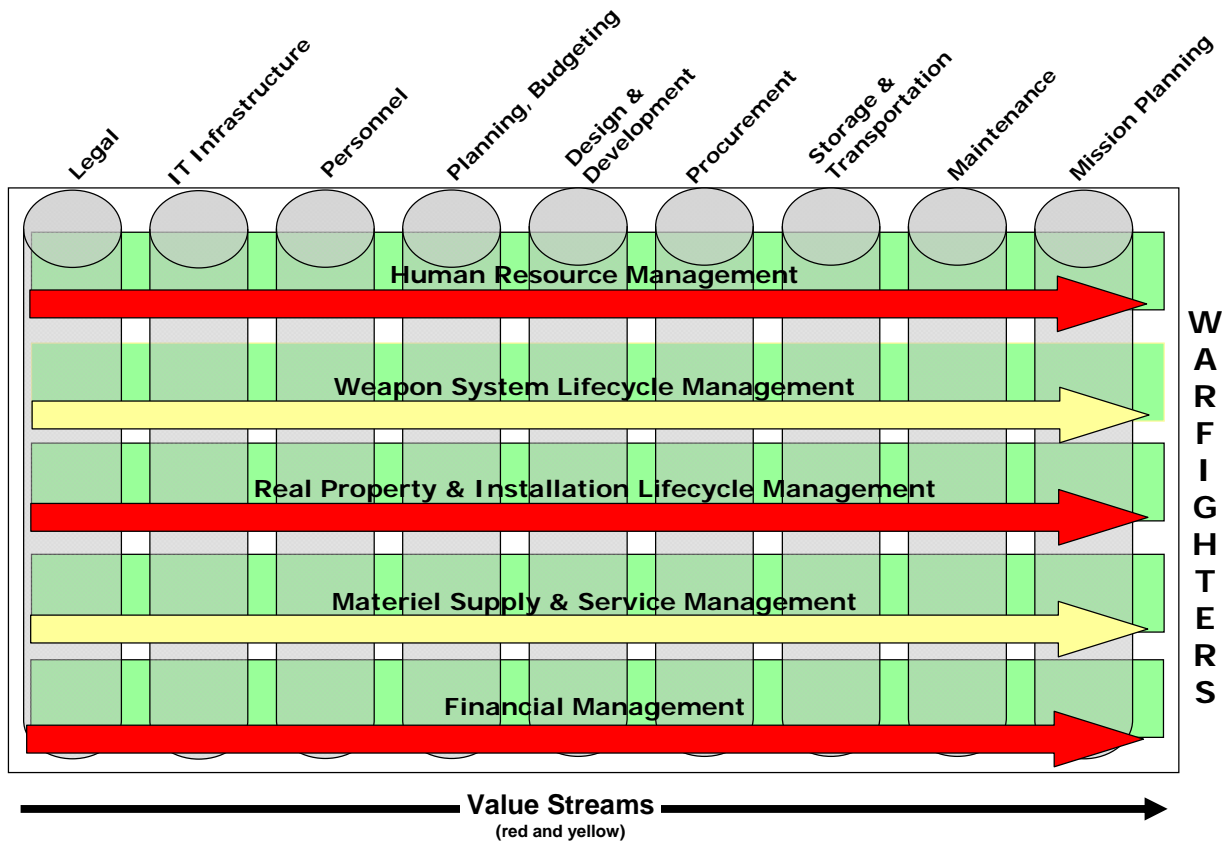 Legal
IT Infrastructure
Personnel
Planning, Budgeting
Design &
Development
Procurement
Storage &
Transportation
Maintenance
Mission Planning
Human Resource Management
Weapon System Lifecycle Management
Real Property & Installation Lifecycle Management
Materiel Supply & Service Management
Financial Management
W
A
R
F
I
G
H
T
E
R
S
Value Streams
(red and yellow)